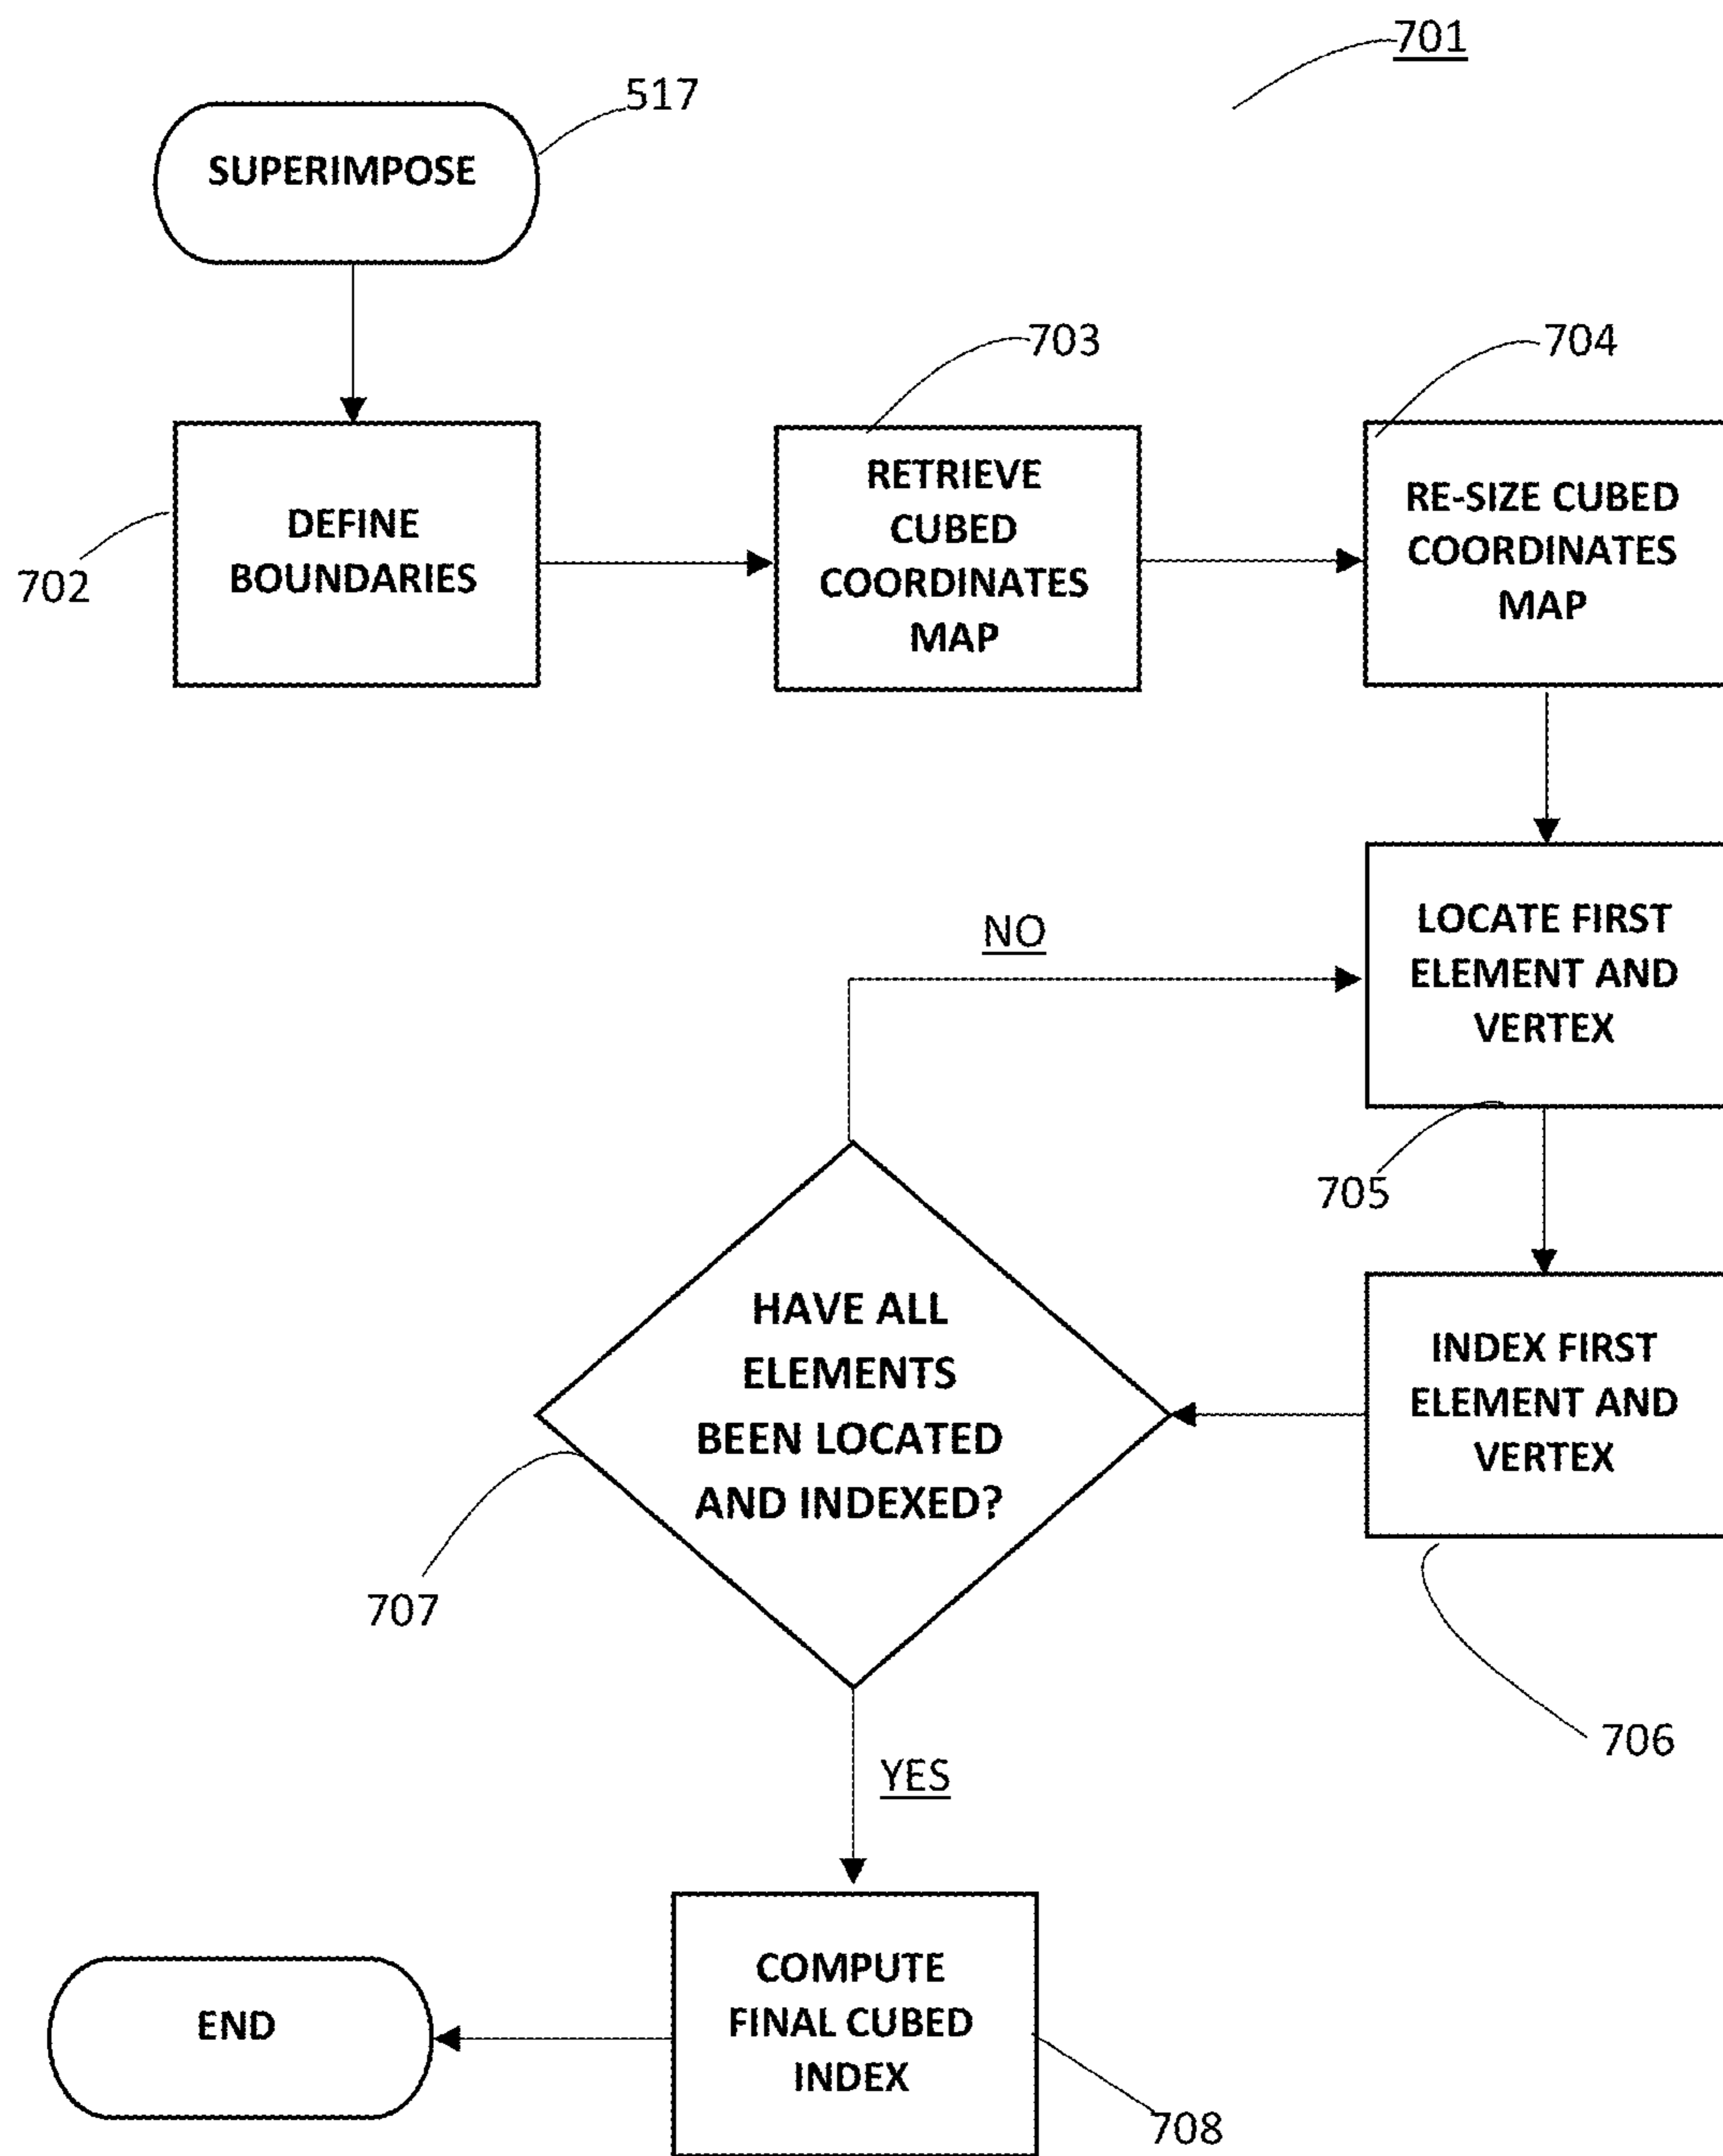 701
517
SUPERIMPOSE
703
704
DEFINE
BOUNDARIES
702
RETRIEVE
CUBED
COORDINATES
MAP
RE-SIZE CUBED
COORDINATES
MAP
NO
LOCATE FIRST
ELEMENT AND
VERTEX
705
HAVE ALL
ELEMENTS
BEEN LOCATED
AND INDEXED?
INDEX FIRST
ELEMENT AND
VERTEX
707
706
YES
COMPUTE
FINAL CUBED
INDEX
END
708